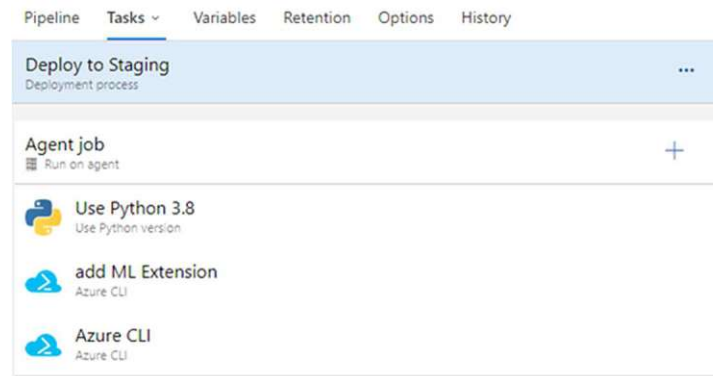 Pipeline Tasks Variables Retention Options History
Deploy to Staging
Deployment process
...
Agent job
Run on agent
Use Python 3.8
Use Python version
add ML Extension
Azure CLI
Azure CLI
Azure CLI